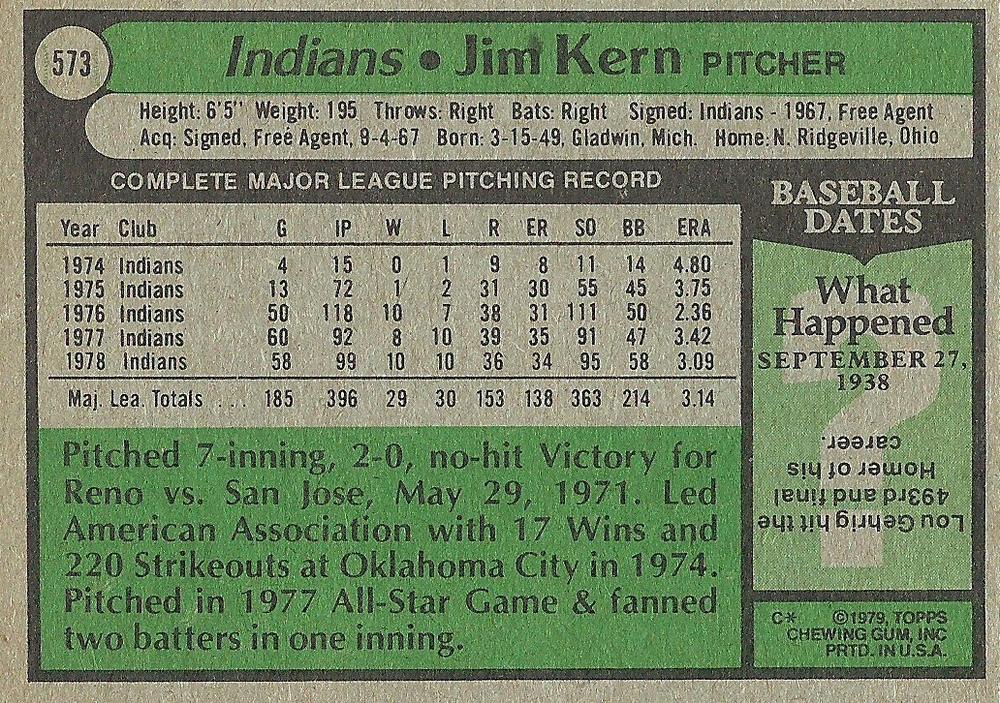 573
Indians • Jim Kern PITCHER
Height: 6'5" Weight: 195 Throws: Right Bats: Right Signed: Indians - 1967, Free Agent
Acq: Signed, Free Agent, 9-4-67 Born: 3-15-49, Gladwin, Mich. Home: N. Ridgeville, Ohio
COMPLETE MAJOR LEAGUE PITCHING RECORD
Year Club G IP W L R ER SO BB ERA
1974 Indians 4 15 0 1 9 8 11 14 4.80
1975 Indians 13 72 1 2 31 30 55 45 3.75
1976 Indians 50 118 10 7 38 31 111 50 2.36
1977 Indians 60 92 8 10 39 35 91 47 3.42
1978 Indians 58 99 10 10 36 34 95 58 3.09
Maj. Lea. Totals ... 185 396 29 30 153 138 363 214 3.14
Pitched 7-inning, 2-0, no-hit Victory for
Reno vs. San Jose, May 29, 1971. Led
American Association with 17 Wins and
220 Strikeouts at Oklahoma City in 1974.
Pitched in 1977 All-Star Game & fanned
two batters in one inning.
BASEBALL
DATES
What
Happened
SEPTEMBER 27,
1938
?
Lou Gehrig hit the
493rd and final
Homer of his
career.
C* ©1979, TOPPS
CHEWING GUM, INC
PRTD. IN U.S.A.